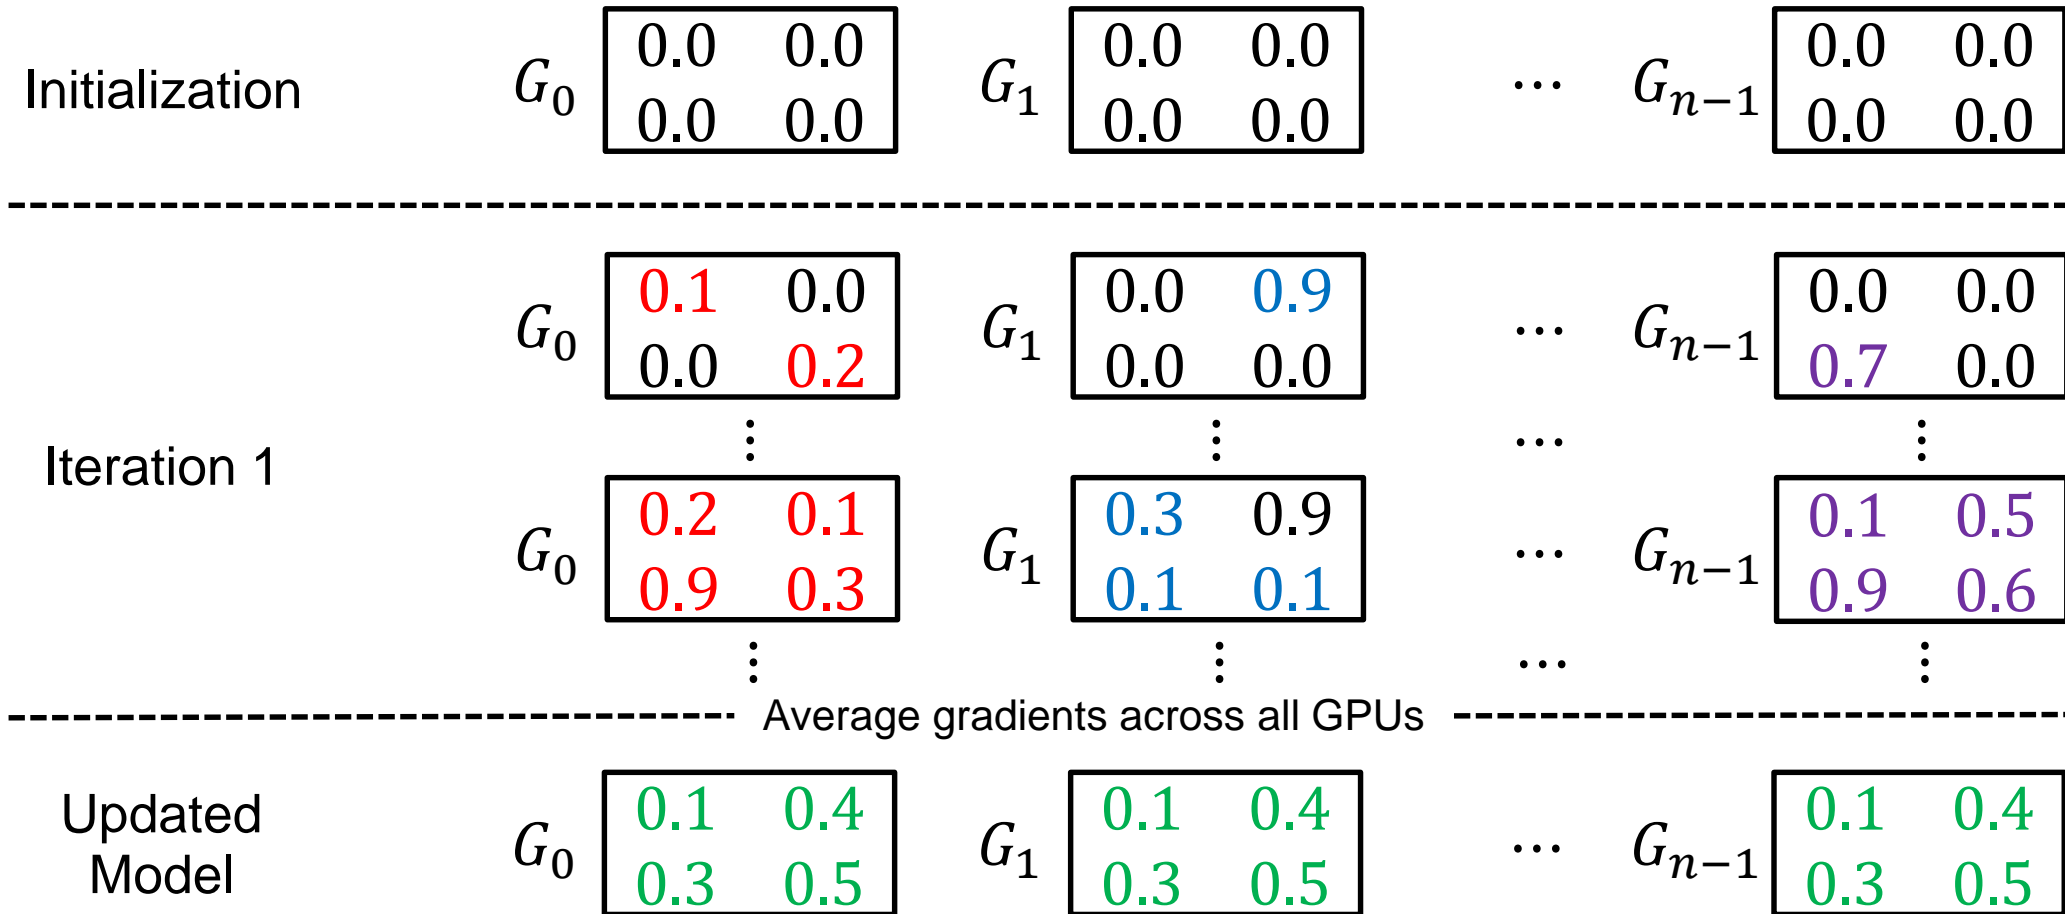 Initialization G₀ 0.0 0.0 G₁ 0.0 0.0 ⋯ Gₙ₋₁ 0.0 0.0
0.0 0.0 0.0 0.0 0.0 0.0
Iteration 1
G₀ 0.1 0.0 G₁ 0.0 0.9 ⋯ Gₙ₋₁ 0.0 0.0
0.0 0.2 0.0 0.0 0.7 0.0
⋮ ⋮ ⋯ ⋮
G₀ 0.2 0.1 G₁ 0.3 0.9 ⋯ Gₙ₋₁ 0.1 0.5
0.9 0.3 0.1 0.1 0.9 0.6
⋮ ⋮ ⋯ ⋮
Average gradients across all GPUs
Updated
Model
G₀ 0.1 0.4 G₁ 0.1 0.4 ⋯ Gₙ₋₁ 0.1 0.4
0.3 0.5 0.3 0.5 0.3 0.5